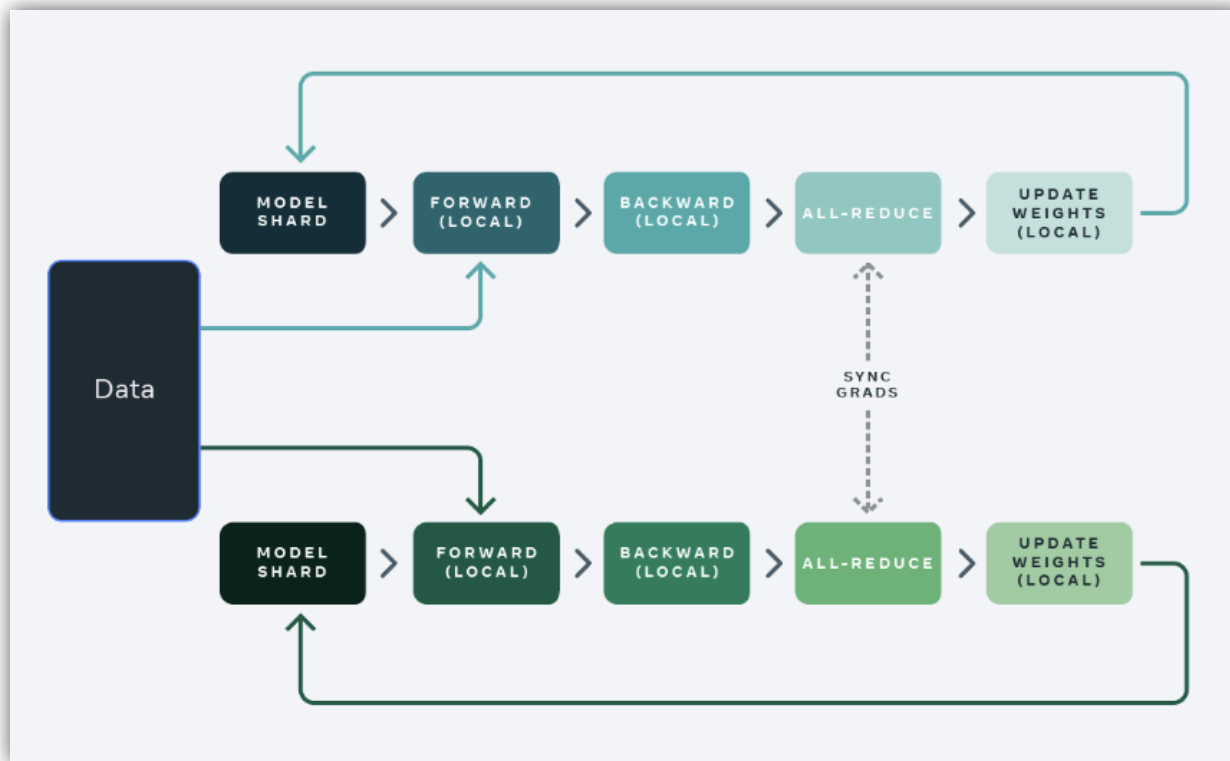 MODEL
SHARD
FORWARD
(LOCAL)
BACKWARD
(LOCAL)
ALL-REDUCE
UPDATE
WEIGHTS
(LOCAL)
Data
SYNC
GRADS
MODEL
SHARD
FORWARD
(LOCAL)
BACKWARD
(LOCAL)
ALL-REDUCE
UPDATE
WEIGHTS
(LOCAL)